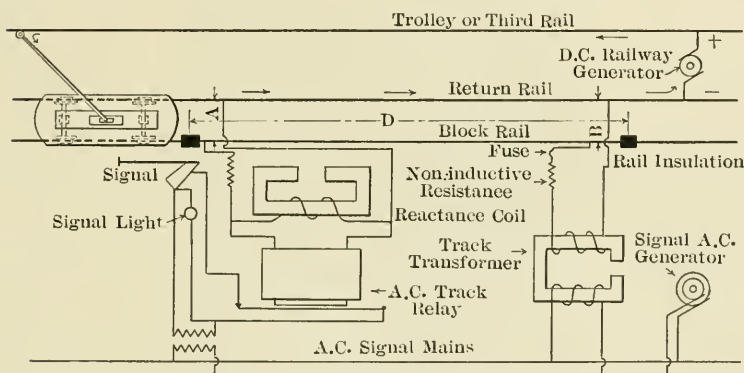 Trolley or Third Rail
+
D.C. Railway
Generator
Return Rail
−
A
D
B
Block Rail
Fuse
Rail Insulation
Signal
Non-inductive
Resistance
Reactance Coil
Signal Light
Track
Transformer
Signal A.C.
Generator
A.C. Track
Relay
A.C. Signal Mains